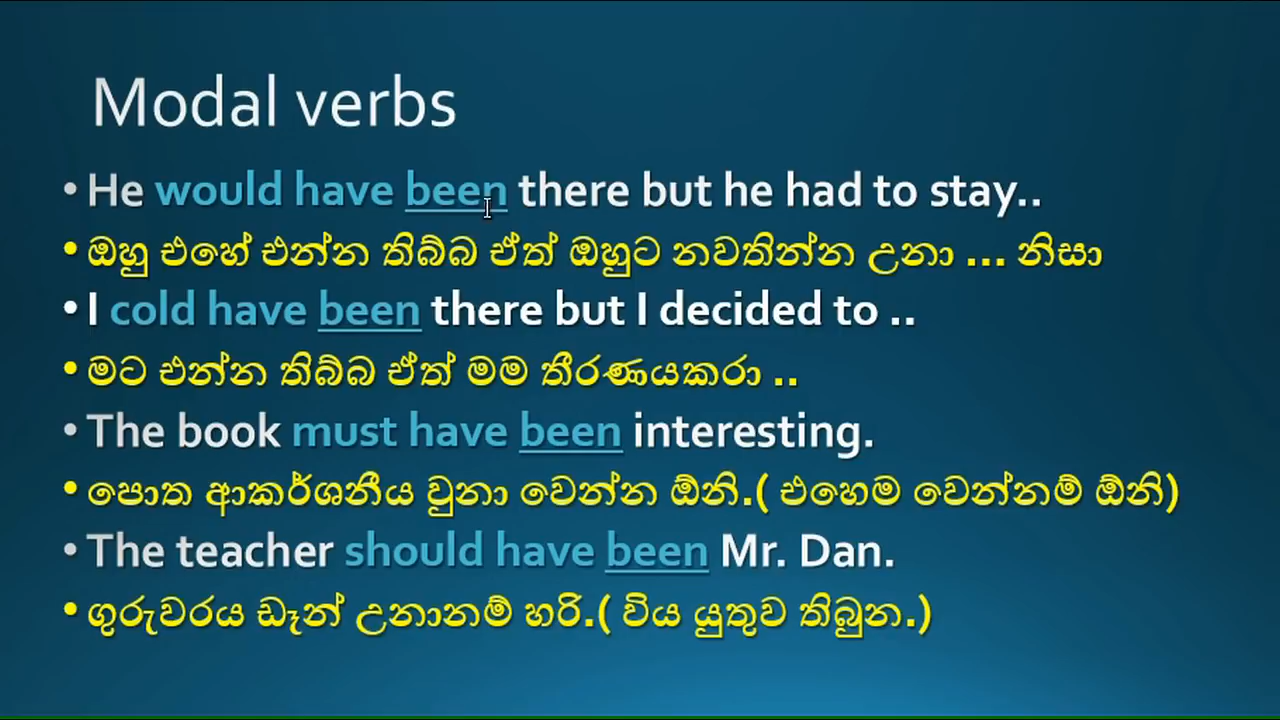 Modal verbs
• He would have been there but he had to stay..
• ඔහු එහේ එන්න තිබ්බ ඒත් ඔහුට නවතින්න උනා ... නිසා
• I cold have been there but I decided to ..
• මට එන්න තිබ්බ ඒත් මම තීරණයකරා ..
• The book must have been interesting.
• පොත ආකර්ශනීය වුනා වෙන්න ඕනි.( එහෙම වෙන්නම් ඕනි)
• The teacher should have been Mr. Dan.
• ගුරුවරය ඩෑන් උනානම් හරි.( විය යුතුව තිබුන.)